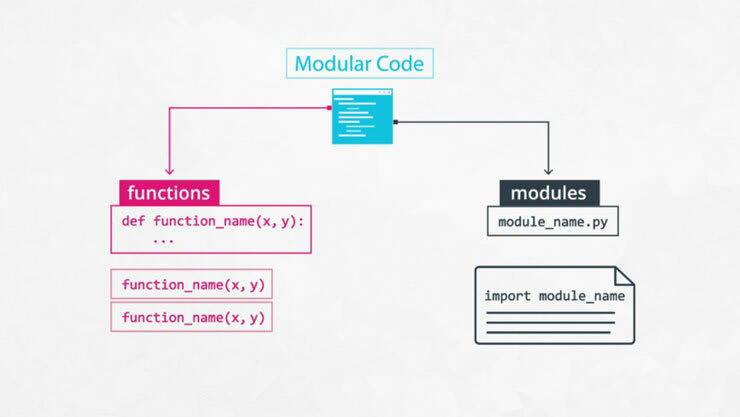 Modular Code
functions
def function_name(x, y):
...
function_name(x, y)
function_name(x, y)
modules
module_name.py
import module_name